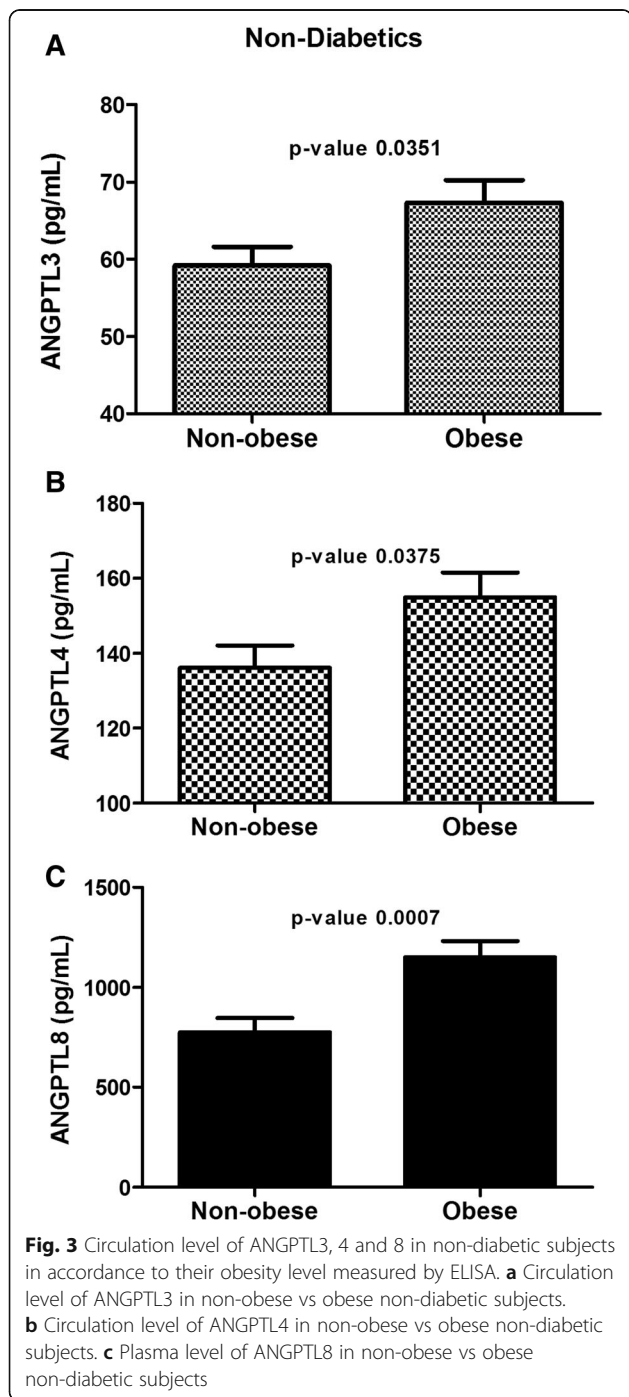 A
Non-Diabetics
80
70
60
50
40
ANGPTL3 (pg/mL)
p-value 0.0351
Non-obese Obese
B
180
160
140
120
100
ANGPTL4 (pg/mL)
p-value 0.0375
Non-obese Obese
C
1500
1000
500
0
ANGPTL8 (pg/mL)
p-value 0.0007
Non-obese Obese
Fig. 3 Circulation level of ANGPTL3, 4 and 8 in non-diabetic subjects
in accordance to their obesity level measured by ELISA. a Circulation
level of ANGPTL3 in non-obese vs obese non-diabetic subjects.
b Circulation level of ANGPTL4 in non-obese vs obese non-diabetic
subjects. c Plasma level of ANGPTL8 in non-obese vs obese
non-diabetic subjects